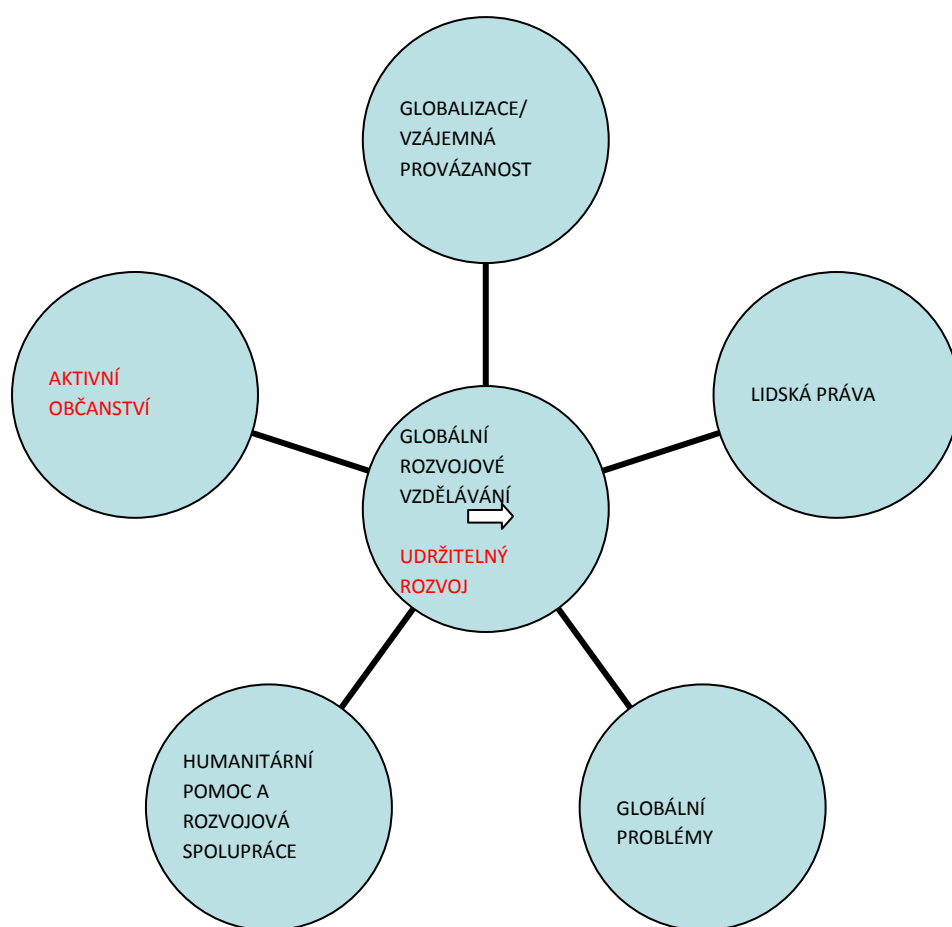 GLOBALIZACE/
VZÁJEMNÁ
PROVÁZANOST
AKTIVNÍ
OBČANSTVÍ
LIDSKÁ PRÁVA
GLOBÁLNÍ
ROZVOJOVÉ
VZDĚLÁVÁNÍ
UDRŽITELNÝ
ROZVOJ
HUMANITÁRNÍ
POMOC A
ROZVOJOVÁ
SPOLUPRÁCE
GLOBÁLNÍ
PROBLÉMY